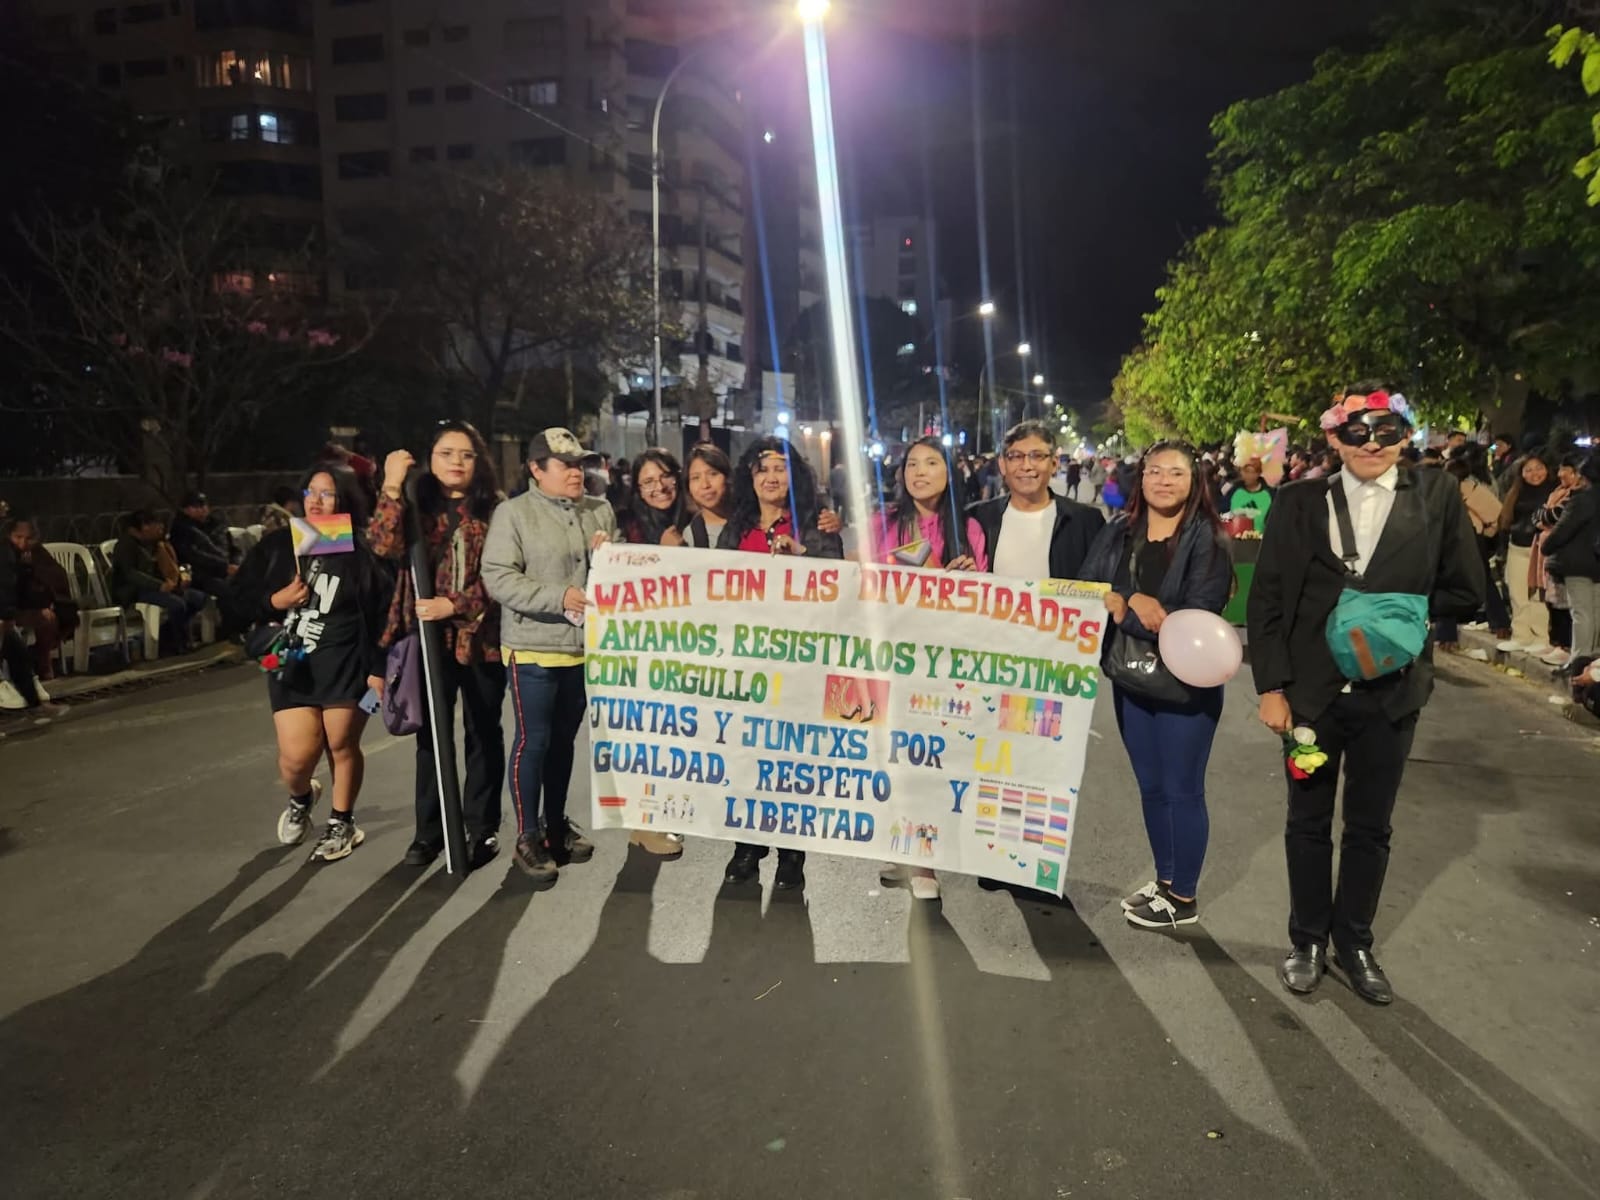 WARMI CON LAS DIVERSIDADES
Warmi
¡AMAMOS, RESISTIMOS Y EXISTIMOS
CON ORGULLO!
JUNTAS Y JUNTXS POR LA
IGUALDAD, RESPETO Y
LIBERTAD